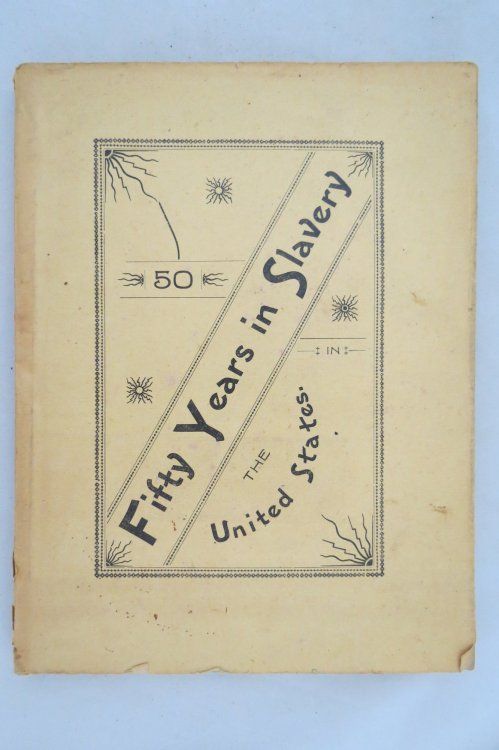 50
Fifty Years in Slavery
IN
THE
United States.